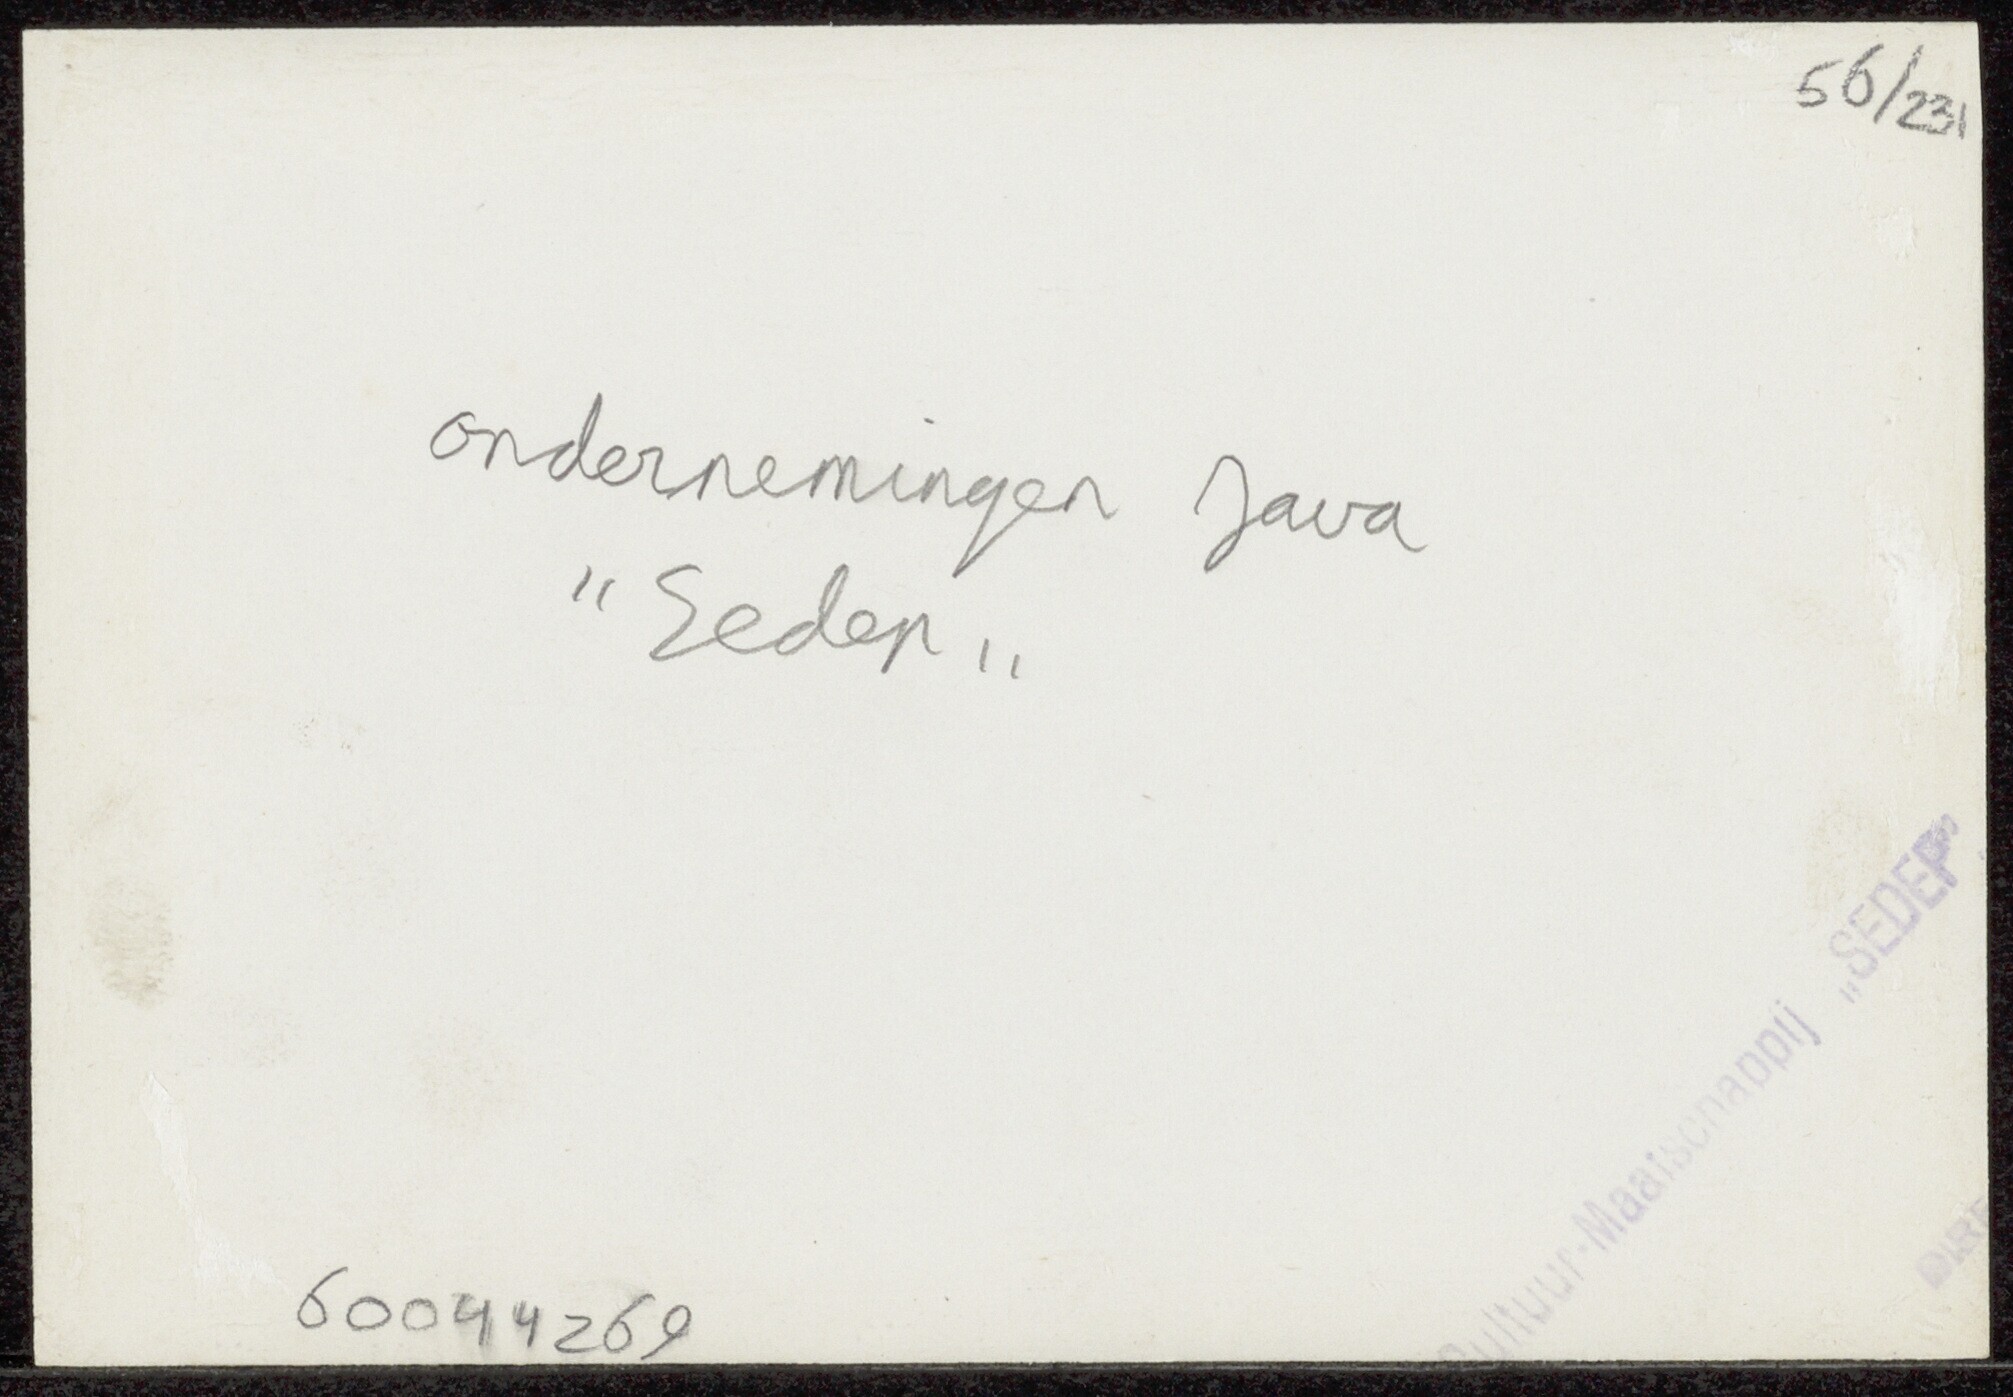 56/231
ondernemingen Java
"Sedep"
Cultuur-Maatschappij „SEDEP"
60044269